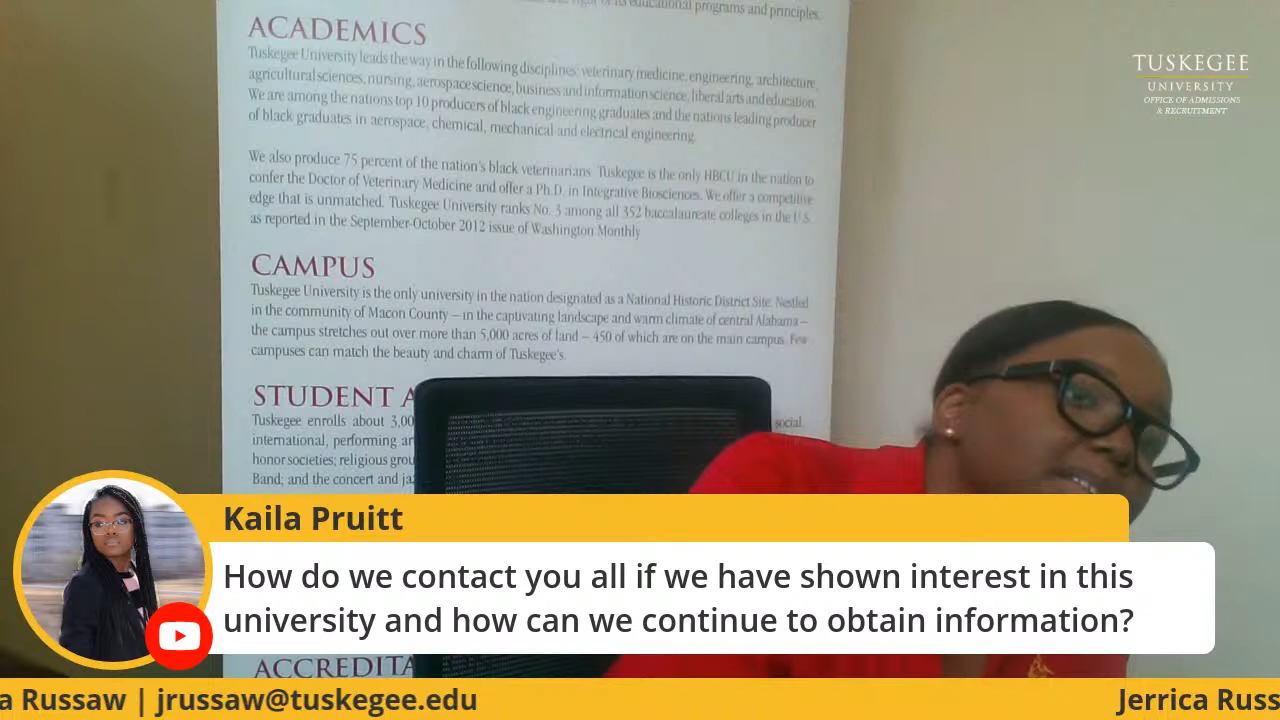 educational programs and principles.
ACADEMICS
Tuskegee University leads the way in the following disciplines: veterinary medicine, engineering, architecture,
agricultural sciences, nursing, aerospace science, business and information science, liberal arts and education.
We are among the nations top 10 producers of black engineering graduates and the nations leading producer
of black graduates in aerospace, chemical, mechanical and electrical engineering.
We also produce 75 percent of the nation's black veterinarians. Tuskegee is the only HBCU in the nation to
confer the Doctor of Veterinary Medicine and offer a Ph.D. in Integrative Biosciences. We offer a competitive
edge that is unmatched. Tuskegee University ranks No. 3 among all 352 baccalaureate colleges in the U.S.
as reported in the September-October 2012 issue of Washington Monthly
CAMPUS
Tuskegee University is the only university in the nation designated as a National Historic District Site. Nestled
in the community of Macon County – in the captivating landscape and warm climate of central Alabama –
the campus stretches out over more than 5,000 acres of land – 450 of which are on the main campus. Few
campuses can match the beauty and charm of Tuskegee's.
STUDENT A
Tuskegee enrolls about 3,00 social,
international, performing ar
honor societies; religious grou
Band; and the concert and ja
ACCREDITA
TUSKEGEE
UNIVERSITY
OFFICE OF ADMISSIONS
& RECRUITMENT
Kaila Pruitt
How do we contact you all if we have shown interest in this
university and how can we continue to obtain information?
a Russaw | jrussaw@tuskegee.edu
Jerrica Russ